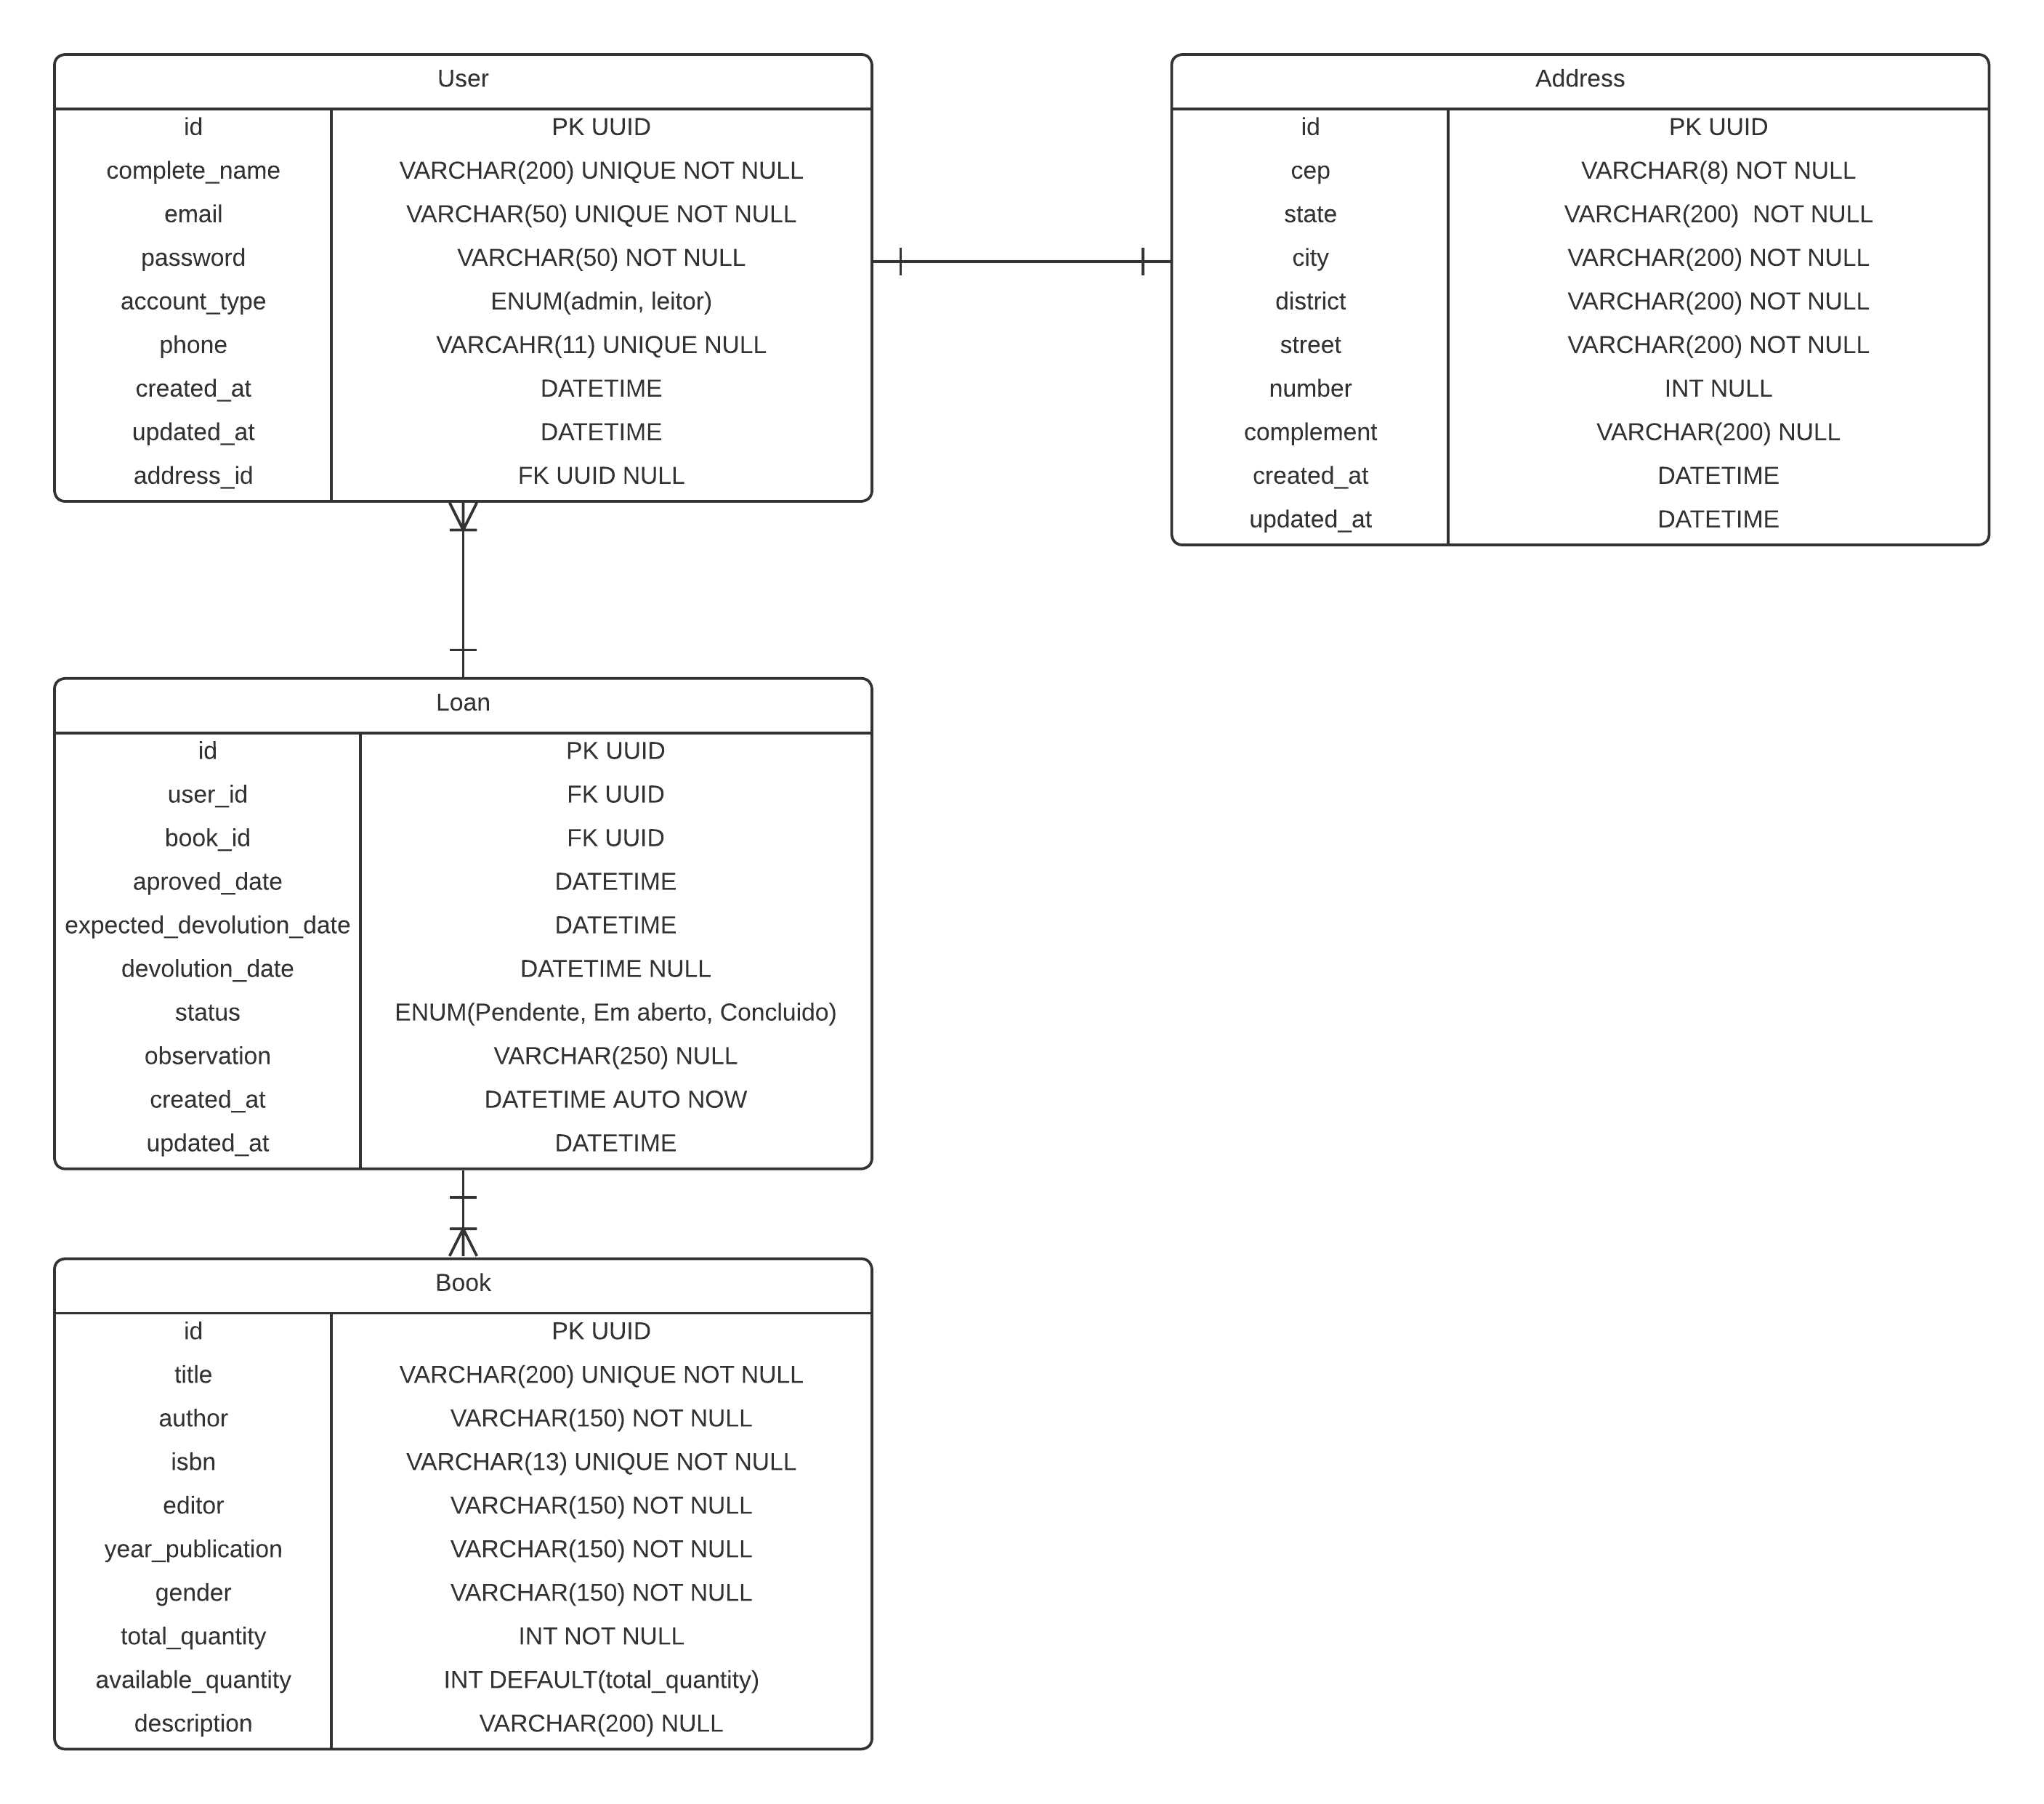 User
id PK UUID
complete_name VARCHAR(200) UNIQUE NOT NULL
email VARCHAR(50) UNIQUE NOT NULL
password VARCHAR(50) NOT NULL
account_type ENUM(admin, leitor)
phone VARCAHR(11) UNIQUE NULL
created_at DATETIME
updated_at DATETIME
address_id FK UUID NULL
Address
id PK UUID
cep VARCHAR(8) NOT NULL
state VARCHAR(200)  NOT NULL
city VARCHAR(200) NOT NULL
district VARCHAR(200) NOT NULL
street VARCHAR(200) NOT NULL
number INT NULL
complement VARCHAR(200) NULL
created_at DATETIME
updated_at DATETIME
Loan
id PK UUID
user_id FK UUID
book_id FK UUID
aproved_date DATETIME
expected_devolution_date DATETIME
devolution_date DATETIME NULL
status ENUM(Pendente, Em aberto, Concluido)
observation VARCHAR(250) NULL
created_at DATETIME AUTO NOW
updated_at DATETIME
Book
id PK UUID
title VARCHAR(200) UNIQUE NOT NULL
author VARCHAR(150) NOT NULL
isbn VARCHAR(13) UNIQUE NOT NULL
editor VARCHAR(150) NOT NULL
year_publication VARCHAR(150) NOT NULL
gender VARCHAR(150) NOT NULL
total_quantity INT NOT NULL
available_quantity INT DEFAULT(total_quantity)
description VARCHAR(200) NULL